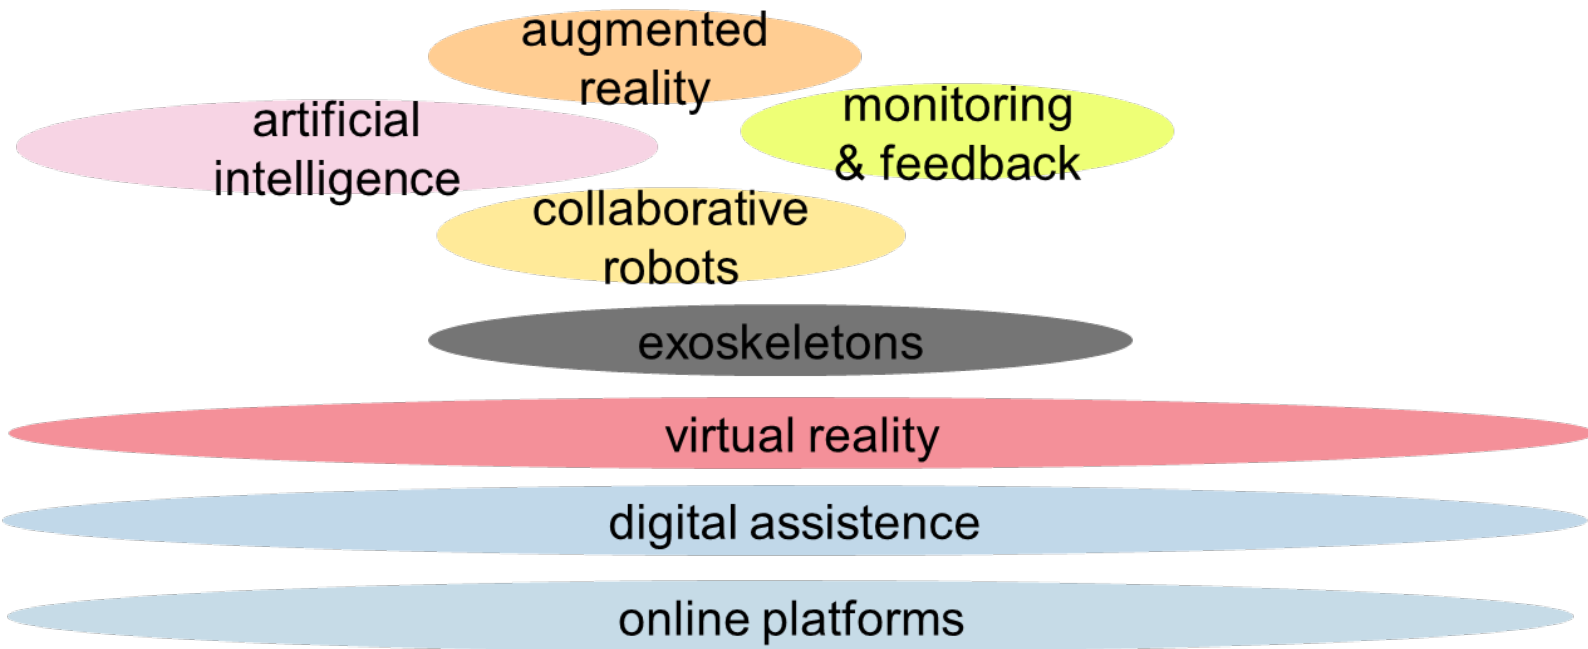 augmented
reality
artificial
intelligence
monitoring
& feedback
collaborative
robots
exoskeletons
virtual reality
digital assistence
online platforms